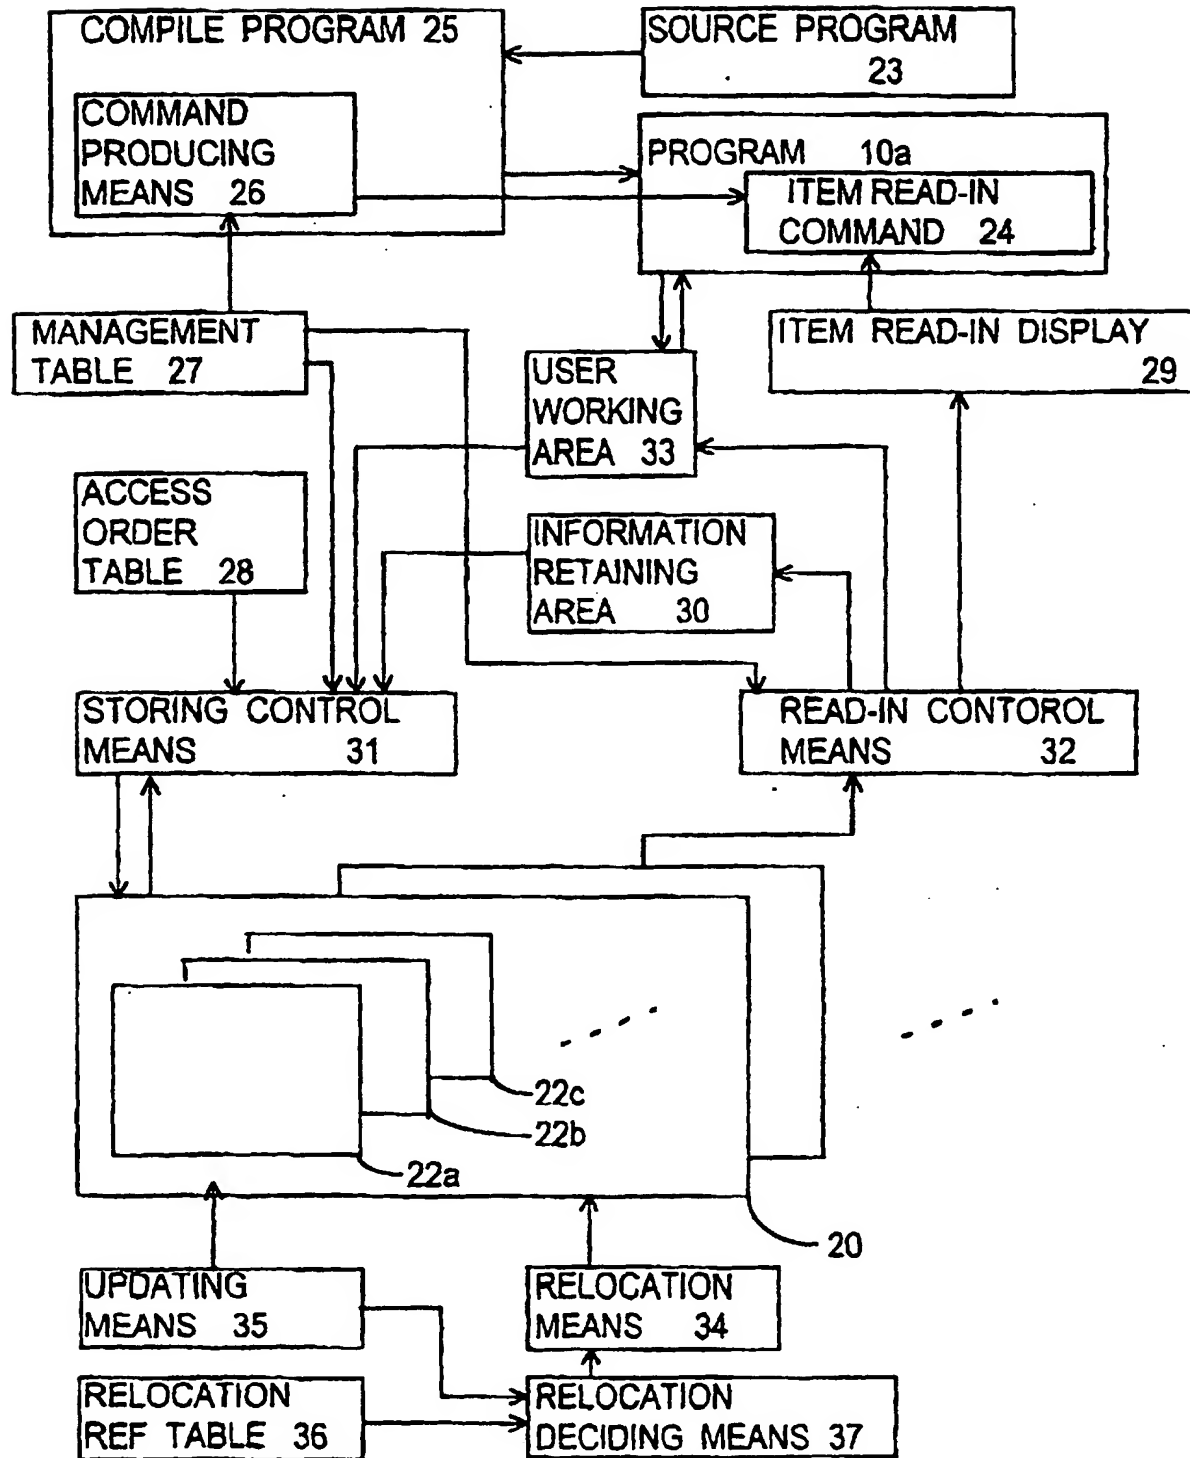 COMPILE PROGRAM 25
SOURCE PROGRAM
23
COMMAND
PRODUCING
MEANS 26
PROGRAM 10a
ITEM READ-IN
COMMAND 24
MANAGEMENT
TABLE 27
ITEM READ-IN DISPLAY
29
USER
WORKING
AREA 33
ACCESS
ORDER
TABLE 28
INFORMATION
RETAINING
AREA 30
STORING CONTROL
MEANS 31
READ-IN CONTOROL
MEANS 32
22c
22b
22a
20
UPDATING
MEANS 35
RELOCATION
MEANS 34
RELOCATION
REF TABLE 36
RELOCATION
DECIDING MEANS 37